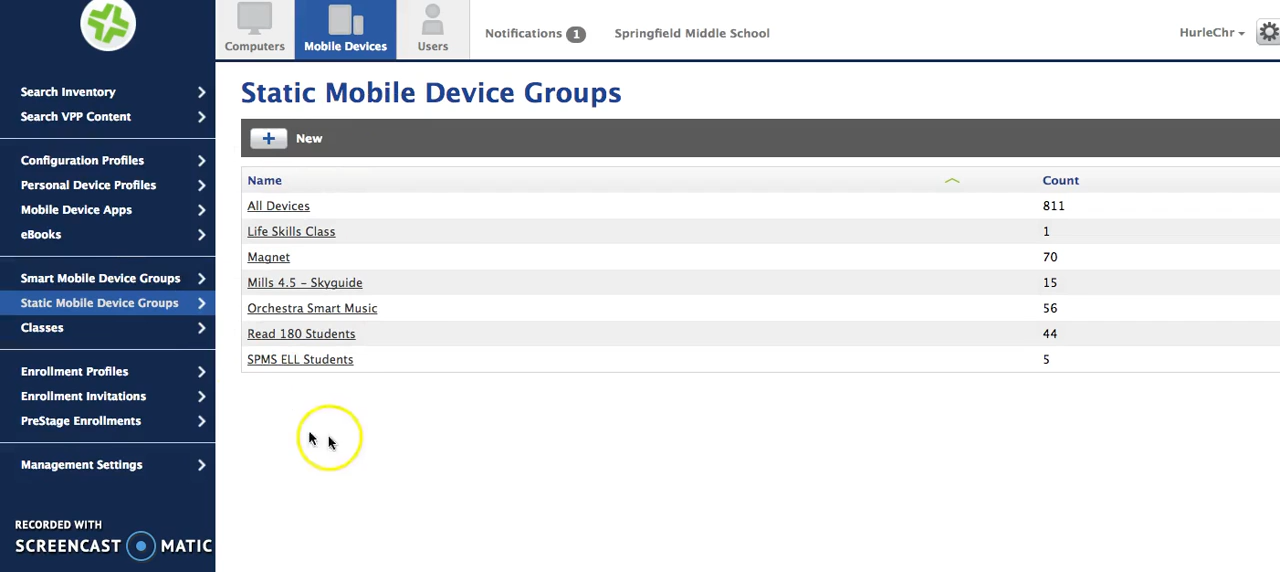 Computers
Mobile Devices
Users
Notifications 1
Springfield Middle School
HurleChr
Search Inventory
Search VPP Content
Configuration Profiles
Personal Device Profiles
Mobile Device Apps
eBooks
Smart Mobile Device Groups
Static Mobile Device Groups
Classes
Enrollment Profiles
Enrollment Invitations
PreStage Enrollments
Management Settings
RECORDED WITH
SCREENCAST MATIC
Static Mobile Device Groups
New
Name Count
All Devices 811
Life Skills Class 1
Magnet 70
Mills 4.5 – Skyguide 15
Orchestra Smart Music 56
Read 180 Students 44
SPMS ELL Students 5